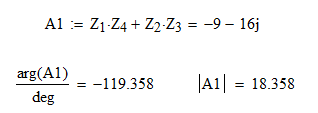 A1 := Z₁·Z₄ + Z₂·Z₃ = −9 − 16j
arg(A1)/deg = −119.358 |A1| = 18.358